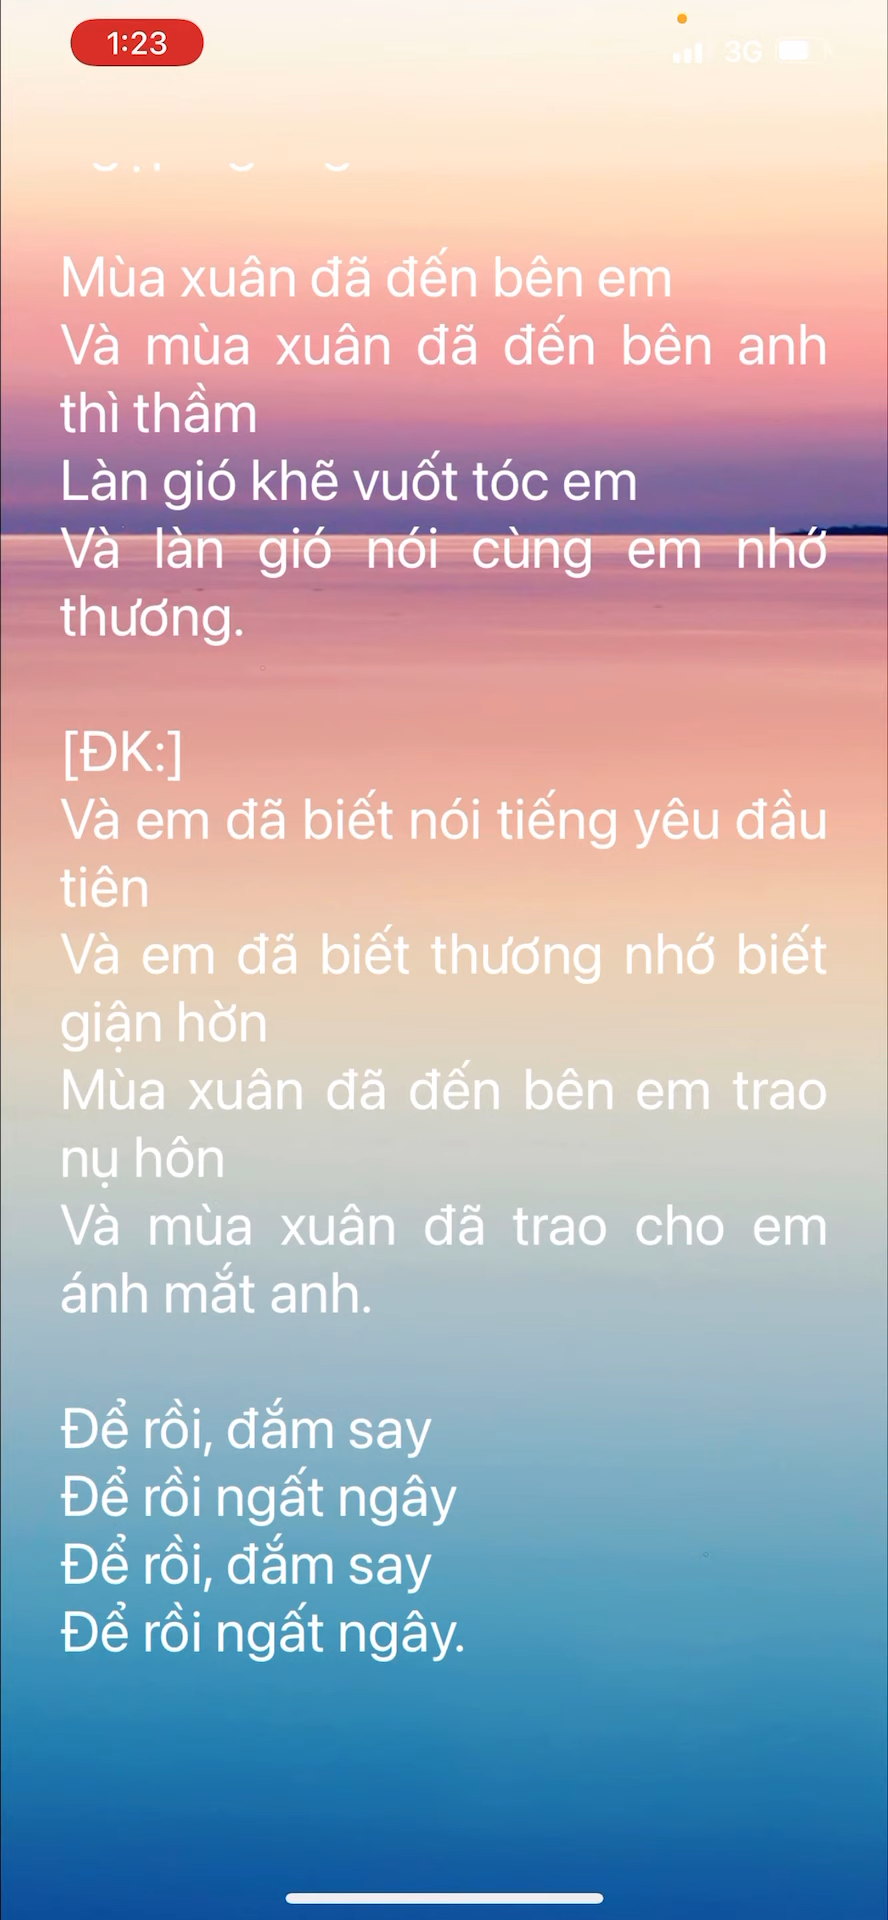 1:23
3G
Mùa xuân đã đến bên em
Và mùa xuân đã đến bên anh
thì thầm
Làn gió khẽ vuốt tóc em
Và làn gió nói cùng em nhớ
thương.
[ĐK:]
Và em đã biết nói tiếng yêu đầu
tiên
Và em đã biết thương nhớ biết
giận hờn
Mùa xuân đã đến bên em trao
nụ hôn
Và mùa xuân đã trao cho em
ánh mắt anh.
Để rồi, đắm say
Để rồi ngất ngây
Để rồi, đắm say
Để rồi ngất ngây.